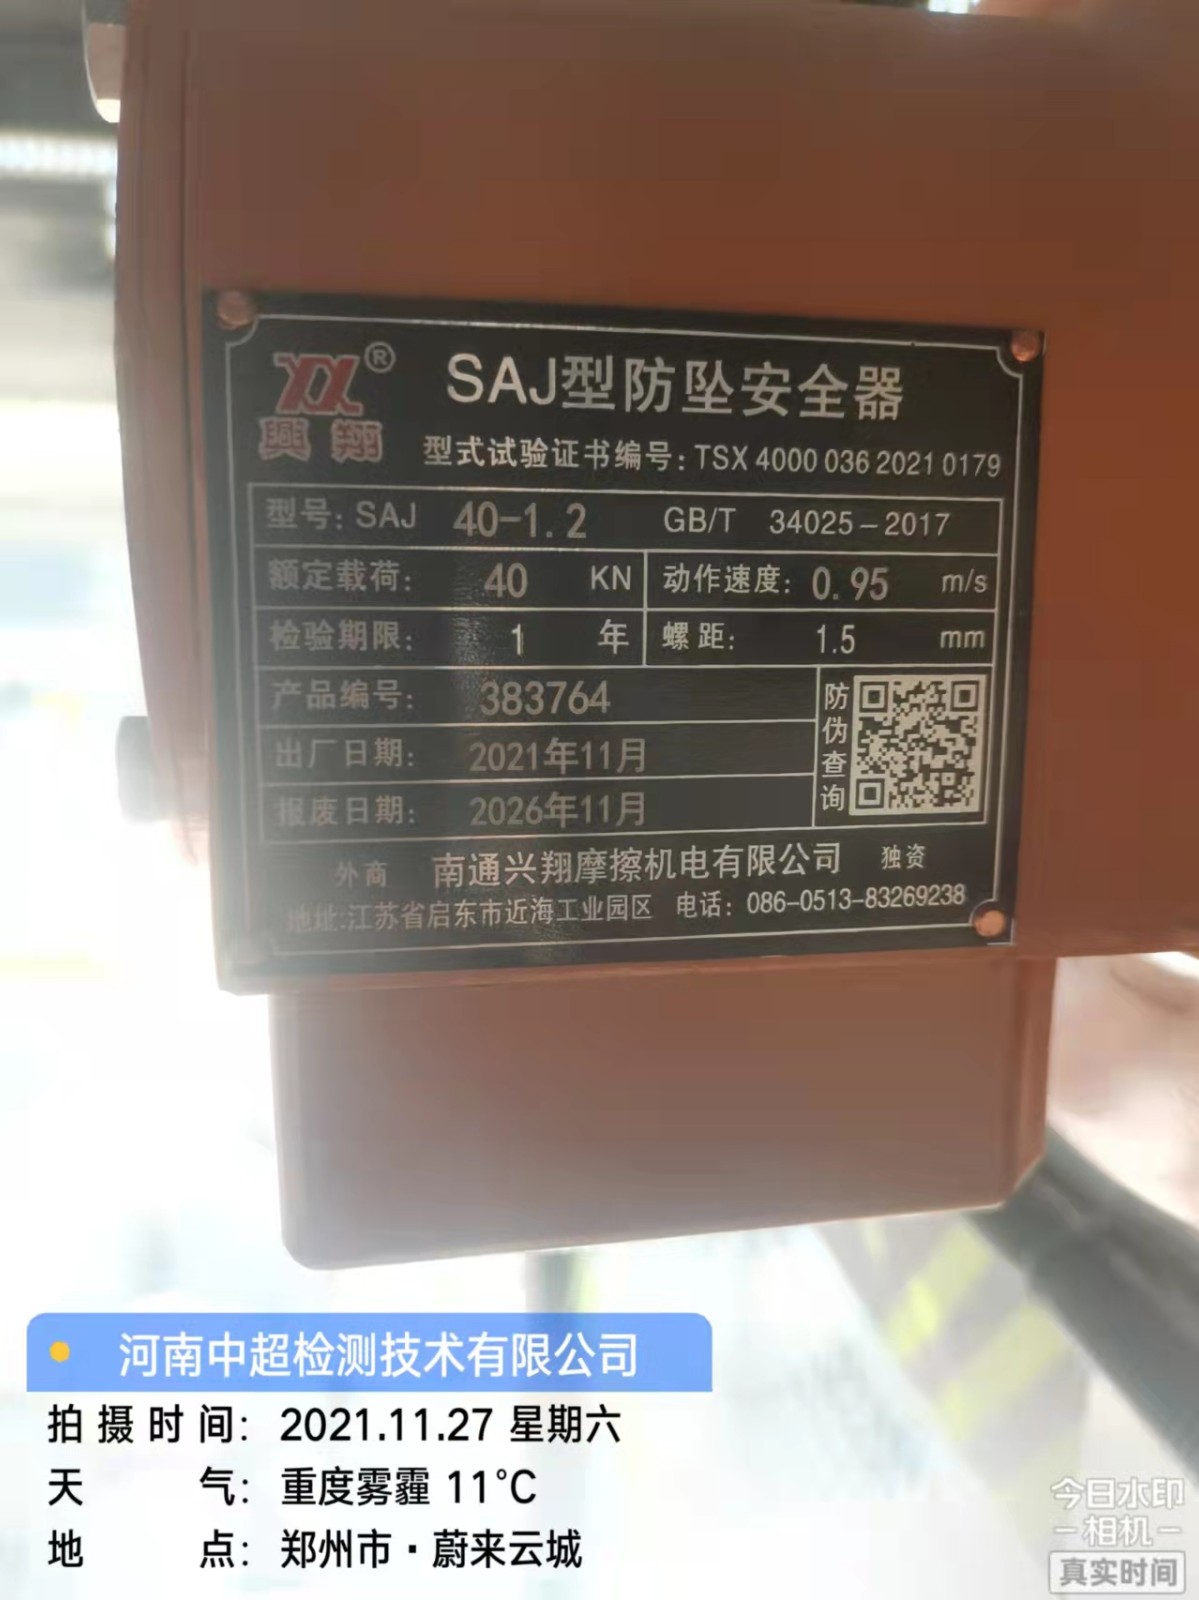 XX®
興翔
SAJ型防坠安全器
型式试验证书编号:TSX 4000 036 2021 0179
型号: SAJ 40-1.2 GB/T 34025-2017
额定载荷: 40 KN 动作速度: 0.95 m/s
检验期限: 1 年 螺距: 1.5 mm
产品编号: 383764
出厂日期: 2021年11月
报废日期: 2026年11月
防伪查询
外商 南通兴翔摩擦机电有限公司 独资
地址:江苏省启东市近海工业园区 电话: 086-0513-83269238
河南中超检测技术有限公司
拍摄时间: 2021.11.27 星期六
天气: 重度雾霾 11°C
地点: 郑州市·蔚来云城
今日水印
-相机-
真实时间